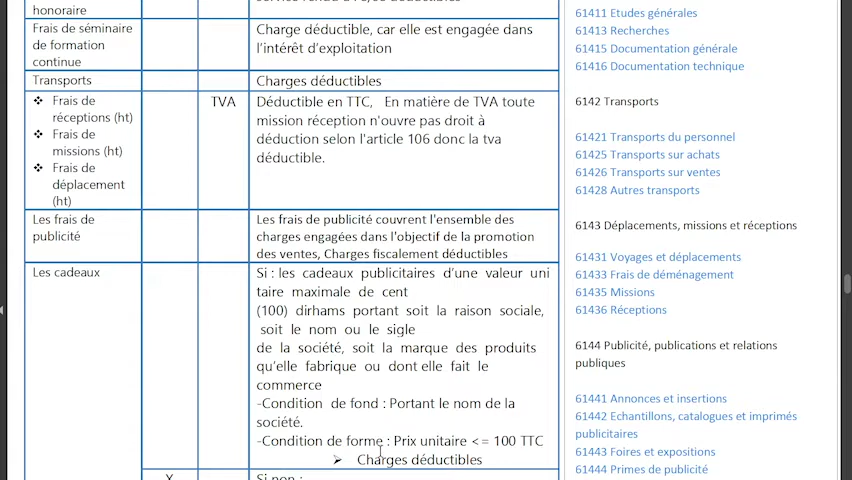 honoraire
Frais de séminaire
de formation
continue
Charge déductible, car elle est engagée dans
l'intérêt d'exploitation
Transports
Charges déductibles
❖ Frais de
réceptions (ht)
❖ Frais de
missions (ht)
❖ Frais de
déplacement
(ht)
TVA
Déductible en TTC, En matière de TVA toute
mission réception n'ouvre pas droit à
déduction selon l'article 106 donc la tva
déductible.
Les frais de
publicité
Les frais de publicité couvrent l'ensemble des
charges engagées dans l'objectif de la promotion
des ventes, Charges fiscalement déductibles
Les cadeaux
Si : les cadeaux publicitaires d'une valeur uni
taire maximale de cent
(100) dirhams portant soit la raison sociale,
soit le nom ou le sigle
de la société, soit la marque des produits
qu'elle fabrique ou dont elle fait le
commerce
-Condition de fond : Portant le nom de la
société.
-Condition de forme : Prix unitaire <= 100 TTC
➢ Charges déductibles
X
Si non :
61411 Etudes générales
61413 Recherches
61415 Documentation générale
61416 Documentation technique
6142 Transports
61421 Transports du personnel
61425 Transports sur achats
61426 Transports sur ventes
61428 Autres transports
6143 Déplacements, missions et réceptions
61431 Voyages et déplacements
61433 Frais de déménagement
61435 Missions
61436 Réceptions
6144 Publicité, publications et relations
publiques
61441 Annonces et insertions
61442 Echantillons, catalogues et imprimés
publicitaires
61443 Foires et expositions
61444 Primes de publicité